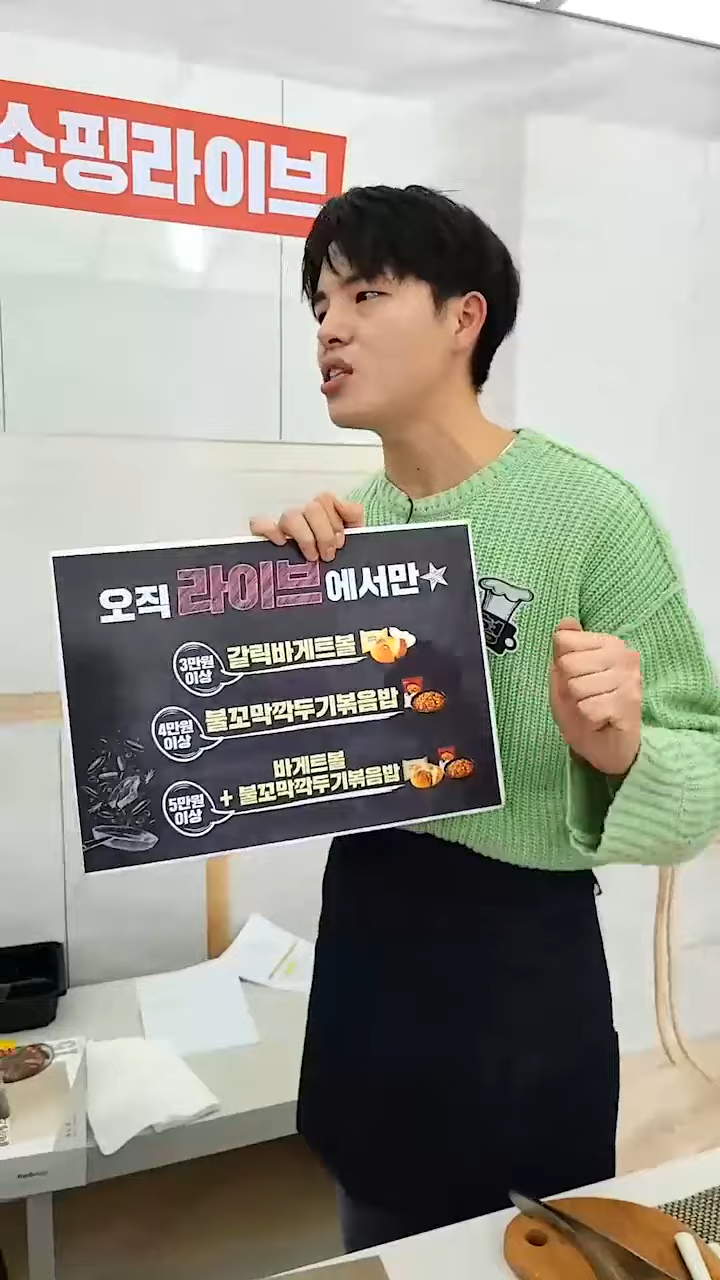 쇼핑라이브
오직 라이브에서만
3만원 이상 갈릭바게트볼
4만원 이상 불꼬막깍두기볶음밥
5만원 이상 바게트볼
+ 불꼬막깍두기볶음밥